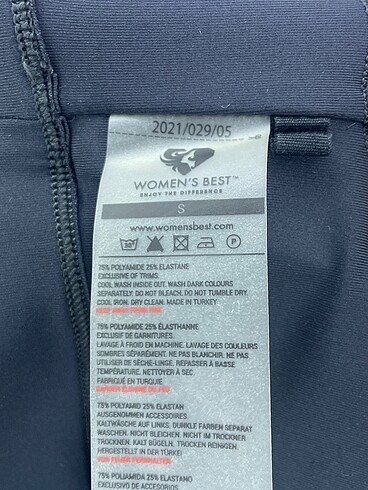 2021/029/05
WOMEN'S BEST™
ENJOY THE DIFFERENCE
S
www.womensbest.com
30°
P
75% POLYAMIDE 25% ELASTANE
EXCLUSIVE OF TRIMS.
COOL WASH INSIDE OUT. WASH DARK COLOURS
SEPARATELY. DO NOT BLEACH. DO NOT TUMBLE DRY.
COOL IRON. DRY CLEAN. MADE IN TURKEY
KEEP AWAY FROM FIRE
75% POLYAMIDE 25% ÉLASTHANNE
EXCLUSIF DE GARNITURES.
LAVAGE À FROID EN MACHINE. LAVAGE DES COULEURS
SOMBRES SÉPARÉMENT. NE PAS BLANCHIR. NE PAS
UTILISER DE SÈCHE-LINGE. REPASSER À BASSE
TEMPÉRATURE. NETTOYER À SEC.
FABRIQUÉ EN TURQUIE
GARDER ÉLOIGNÉ DU FEU
75% POLYAMID 25% ELASTAN
AUSGENOMMEN ACCESSOIRES.
KALTWÄSCHE AUF LINKS. DUNKLE FARBEN SEPARAT
WASCHEN. NICHT BLEICHEN. NICHT IM TROCKNER
TROCKNEN. KALT BÜGELN. TROCKEN REINIGEN
HERGESTELLT IN DER TÜRKEI
VON FEUER FERNHALTEN
75% POLIAMIDA 25% ELASTANO
EXCLUSIVO DE ACCESORIOS.